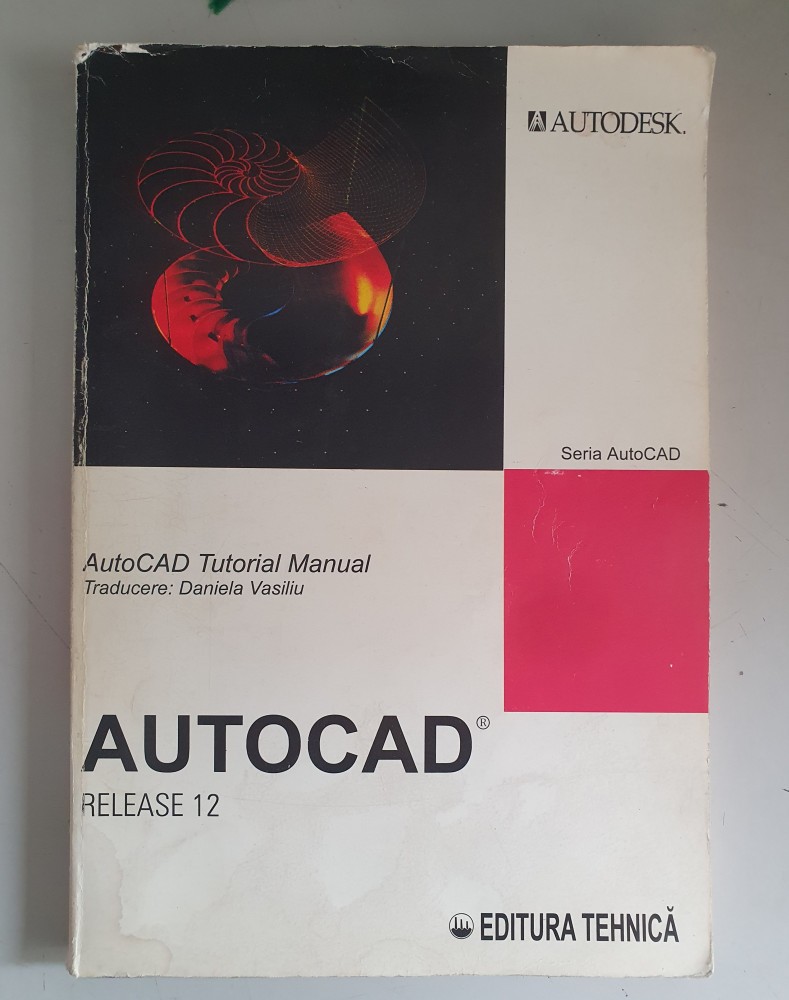 AUTODESK.
Seria AutoCAD
AutoCAD Tutorial Manual
Traducere: Daniela Vasiliu
AUTOCAD®
RELEASE 12
EDITURA TEHNICĂ